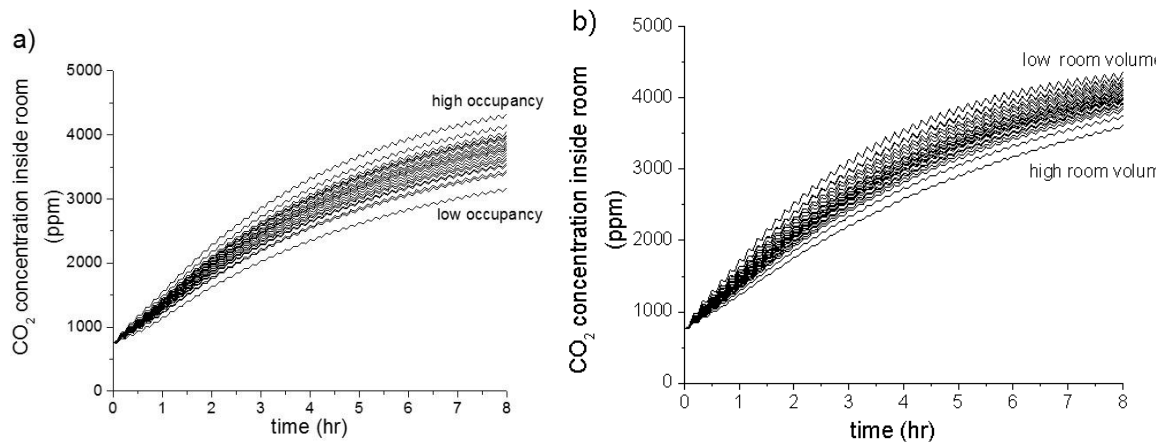 a)
CO₂ concentration inside room
(ppm)
5000
4000
3000
2000
1000
0
high occupancy
low occupancy
0 1 2 3 4 5 6 7 8
time (hr)
b)
CO₂ concentration inside room
(ppm)
5000
4000
3000
2000
1000
0
low room volume
high room volum
0 1 2 3 4 5 6 7 8
time (hr)